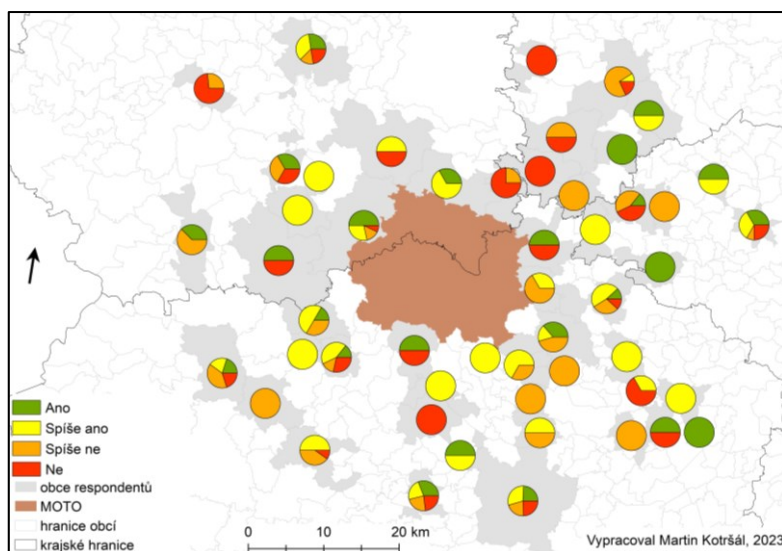 Ano
Spíše ano
Spíše ne
Ne
obce respondentů
MOTO
hranice obcí
krajské hranice
0 10 20 km
Vypracoval Martin Kotršál, 2023